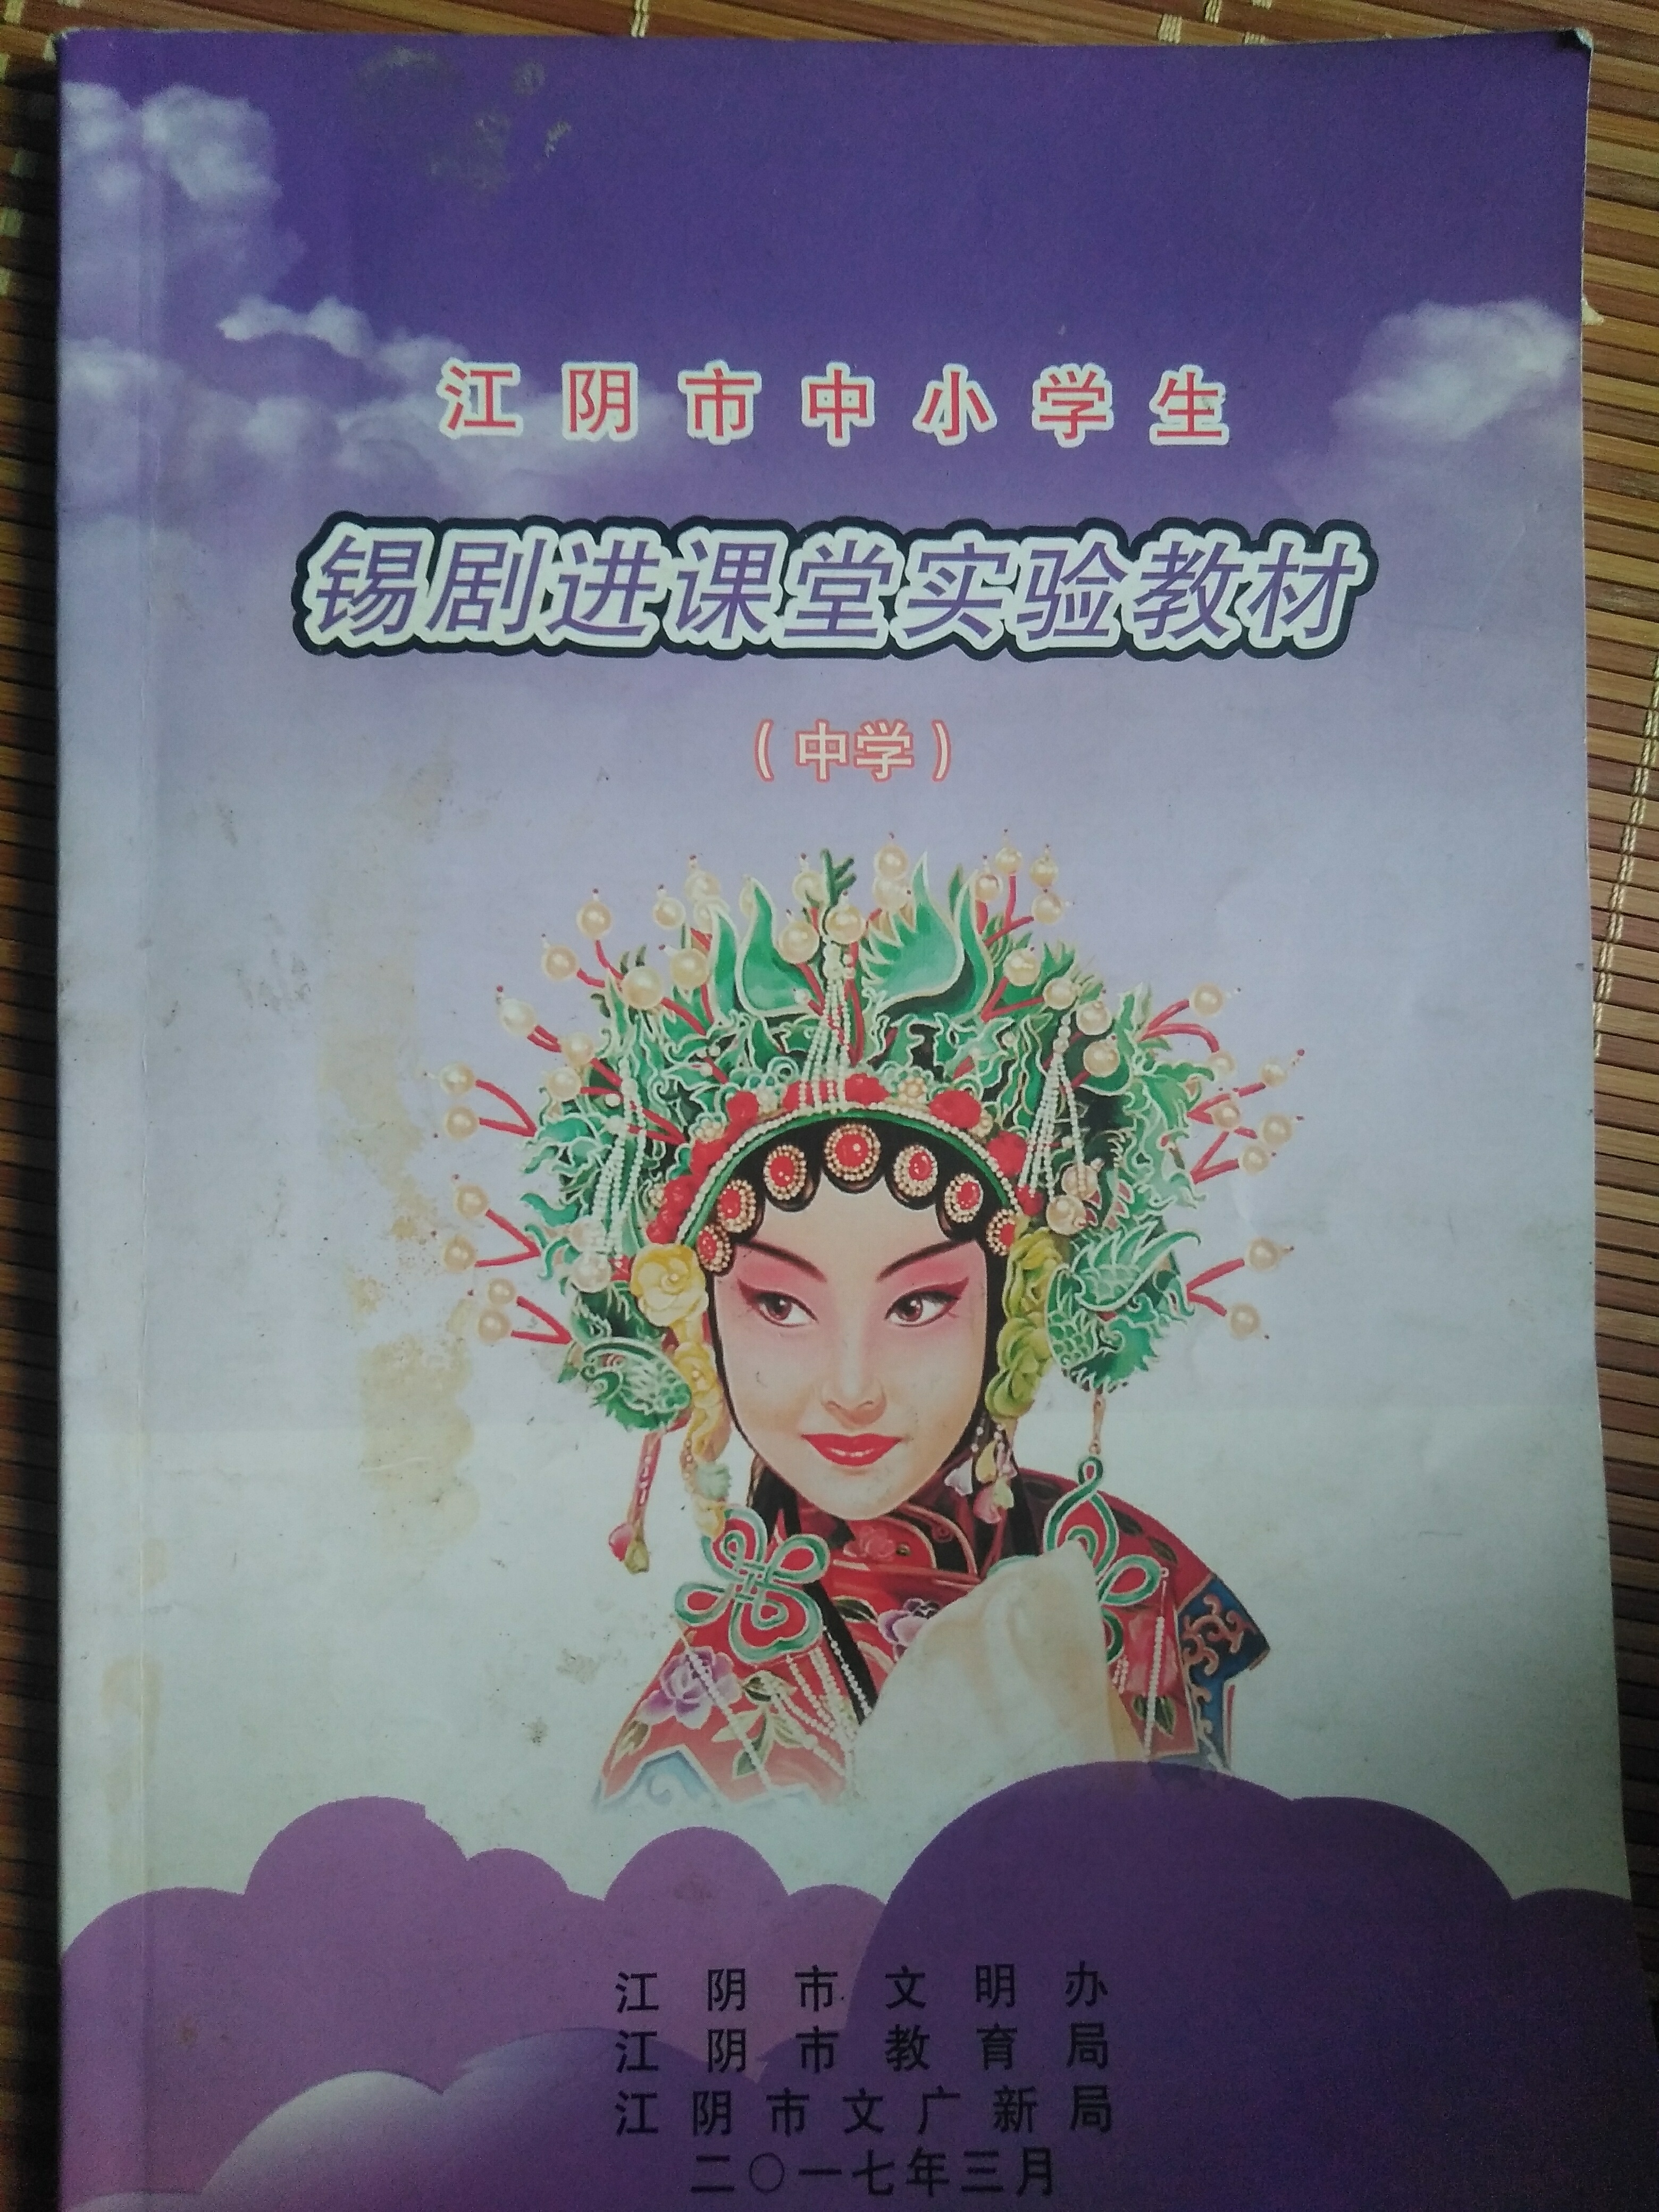 江阴市中小学生
锡剧进课堂实验教材
（中学）
江阴市文明办
江阴市教育局
江阴市文广新局
二〇一七年三月